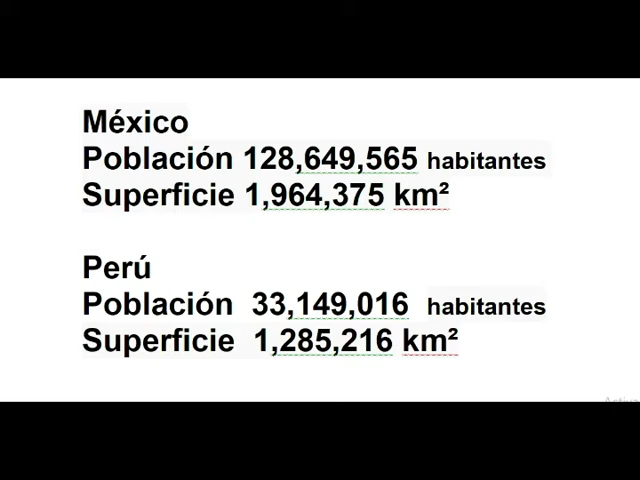 México
Población 128,649,565 habitantes
Superficie 1,964,375 km²
Perú
Población 33,149,016 habitantes
Superficie 1,285,216 km²